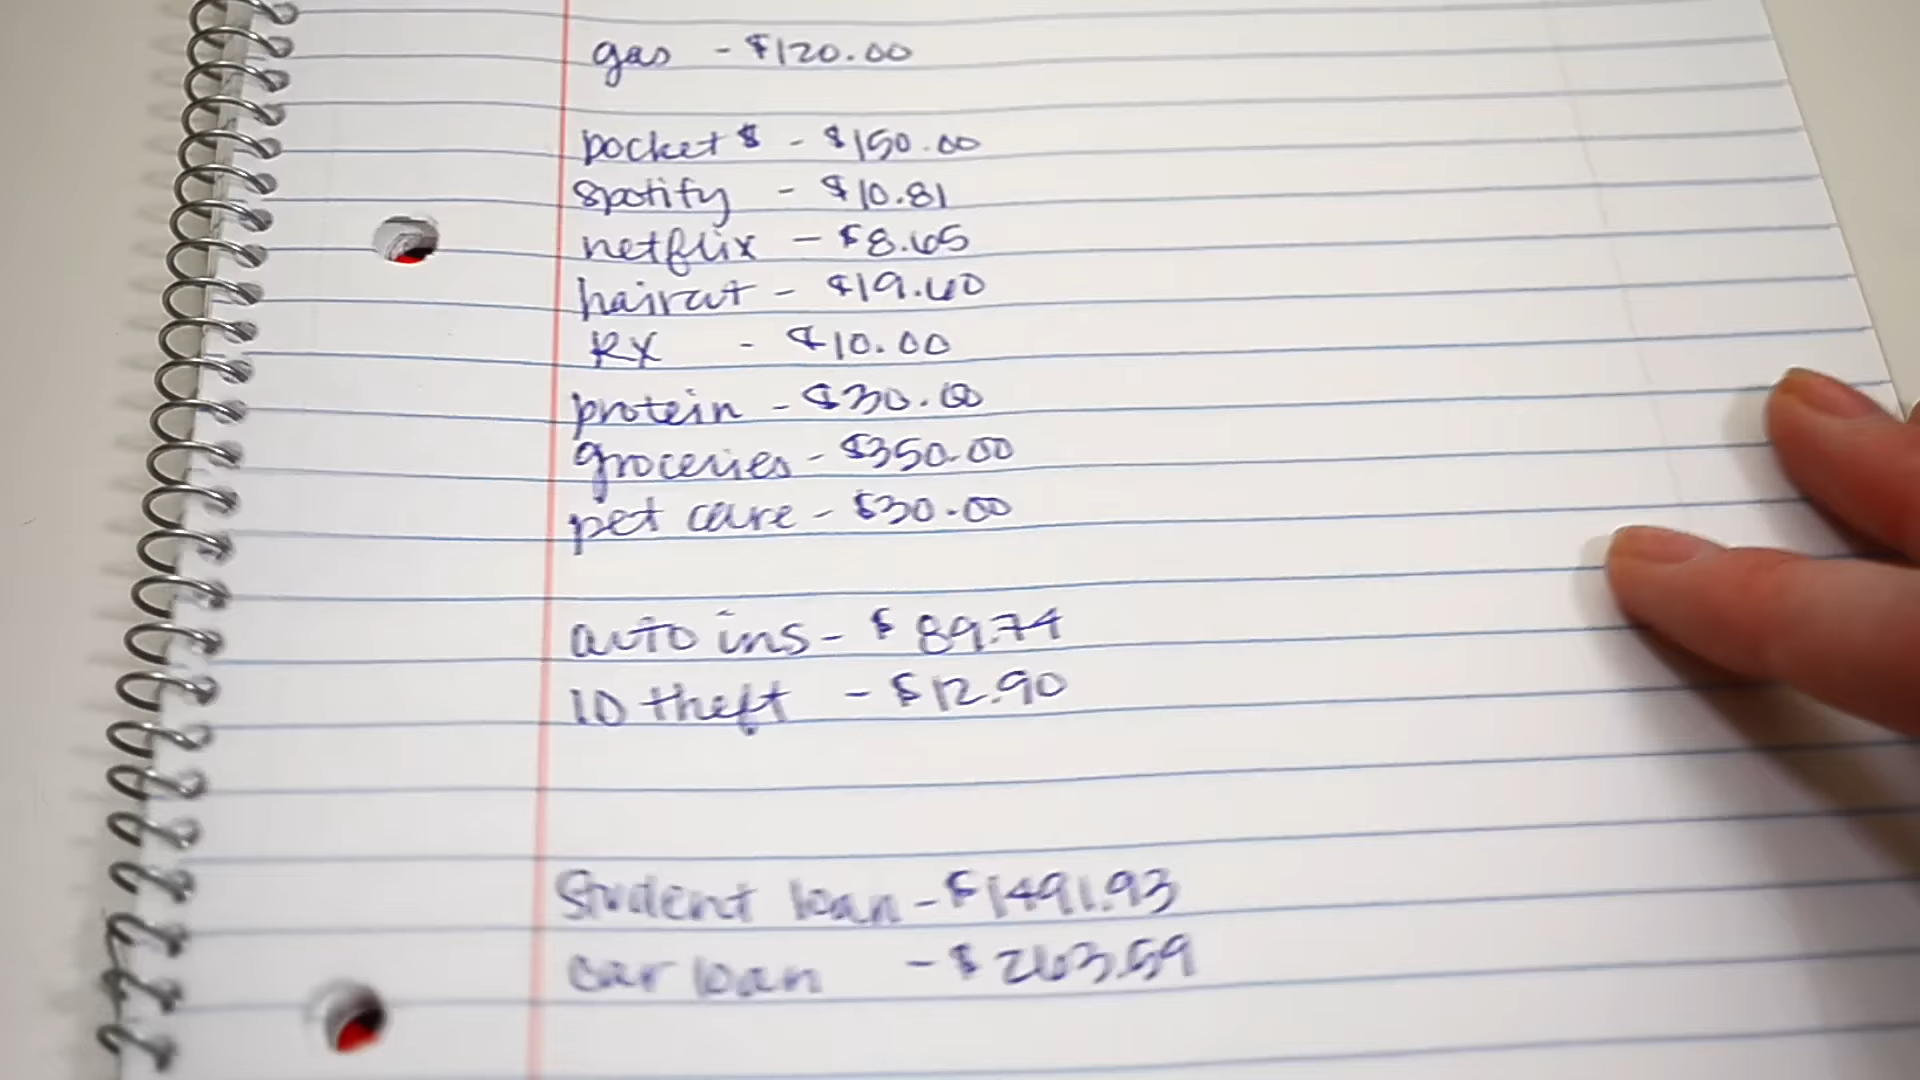 gas - $120.00
pocket $ - $150.00
spotify - $10.81
netflix - $8.65
haircut - $19.60
RX - $10.00
protein - $30.00
groceries - $350.00
pet care - $30.00
auto ins - $89.74
ID theft - $12.90
Student loan - $1491.93
car loan - $263.59